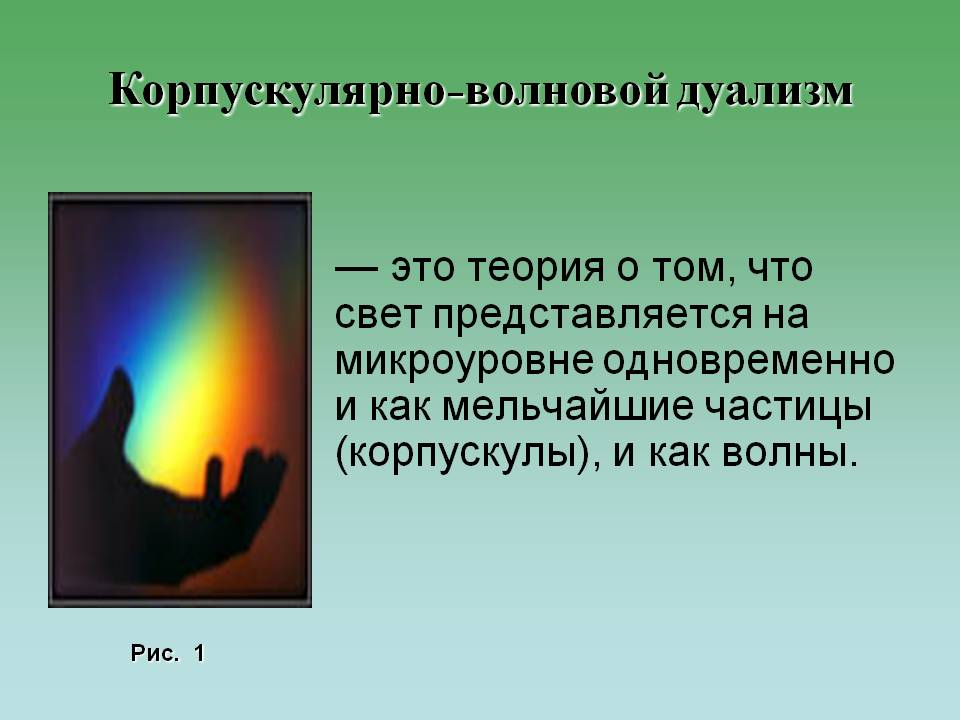 Корпускулярно-волновой дуализм
— это теория о том, что
свет представляется на
микроуровне одновременно
и как мельчайшие частицы
(корпускулы), и как волны.
Рис. 1